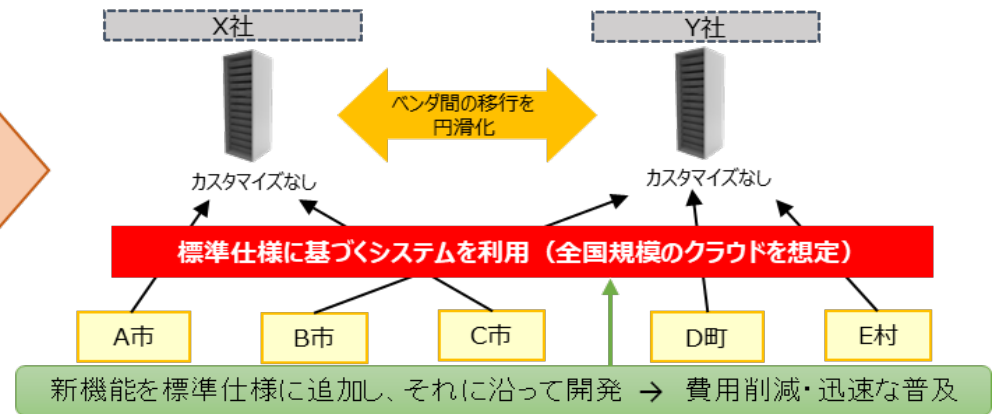 X社
Y社
ベンダ間の移行を
円滑化
カスタマイズなし
カスタマイズなし
標準仕様に基づくシステムを利用（全国規模のクラウドを想定）
A市
B市
C市
D町
E村
新機能を標準仕様に追加し、それに沿って開発 → 費用削減・迅速な普及